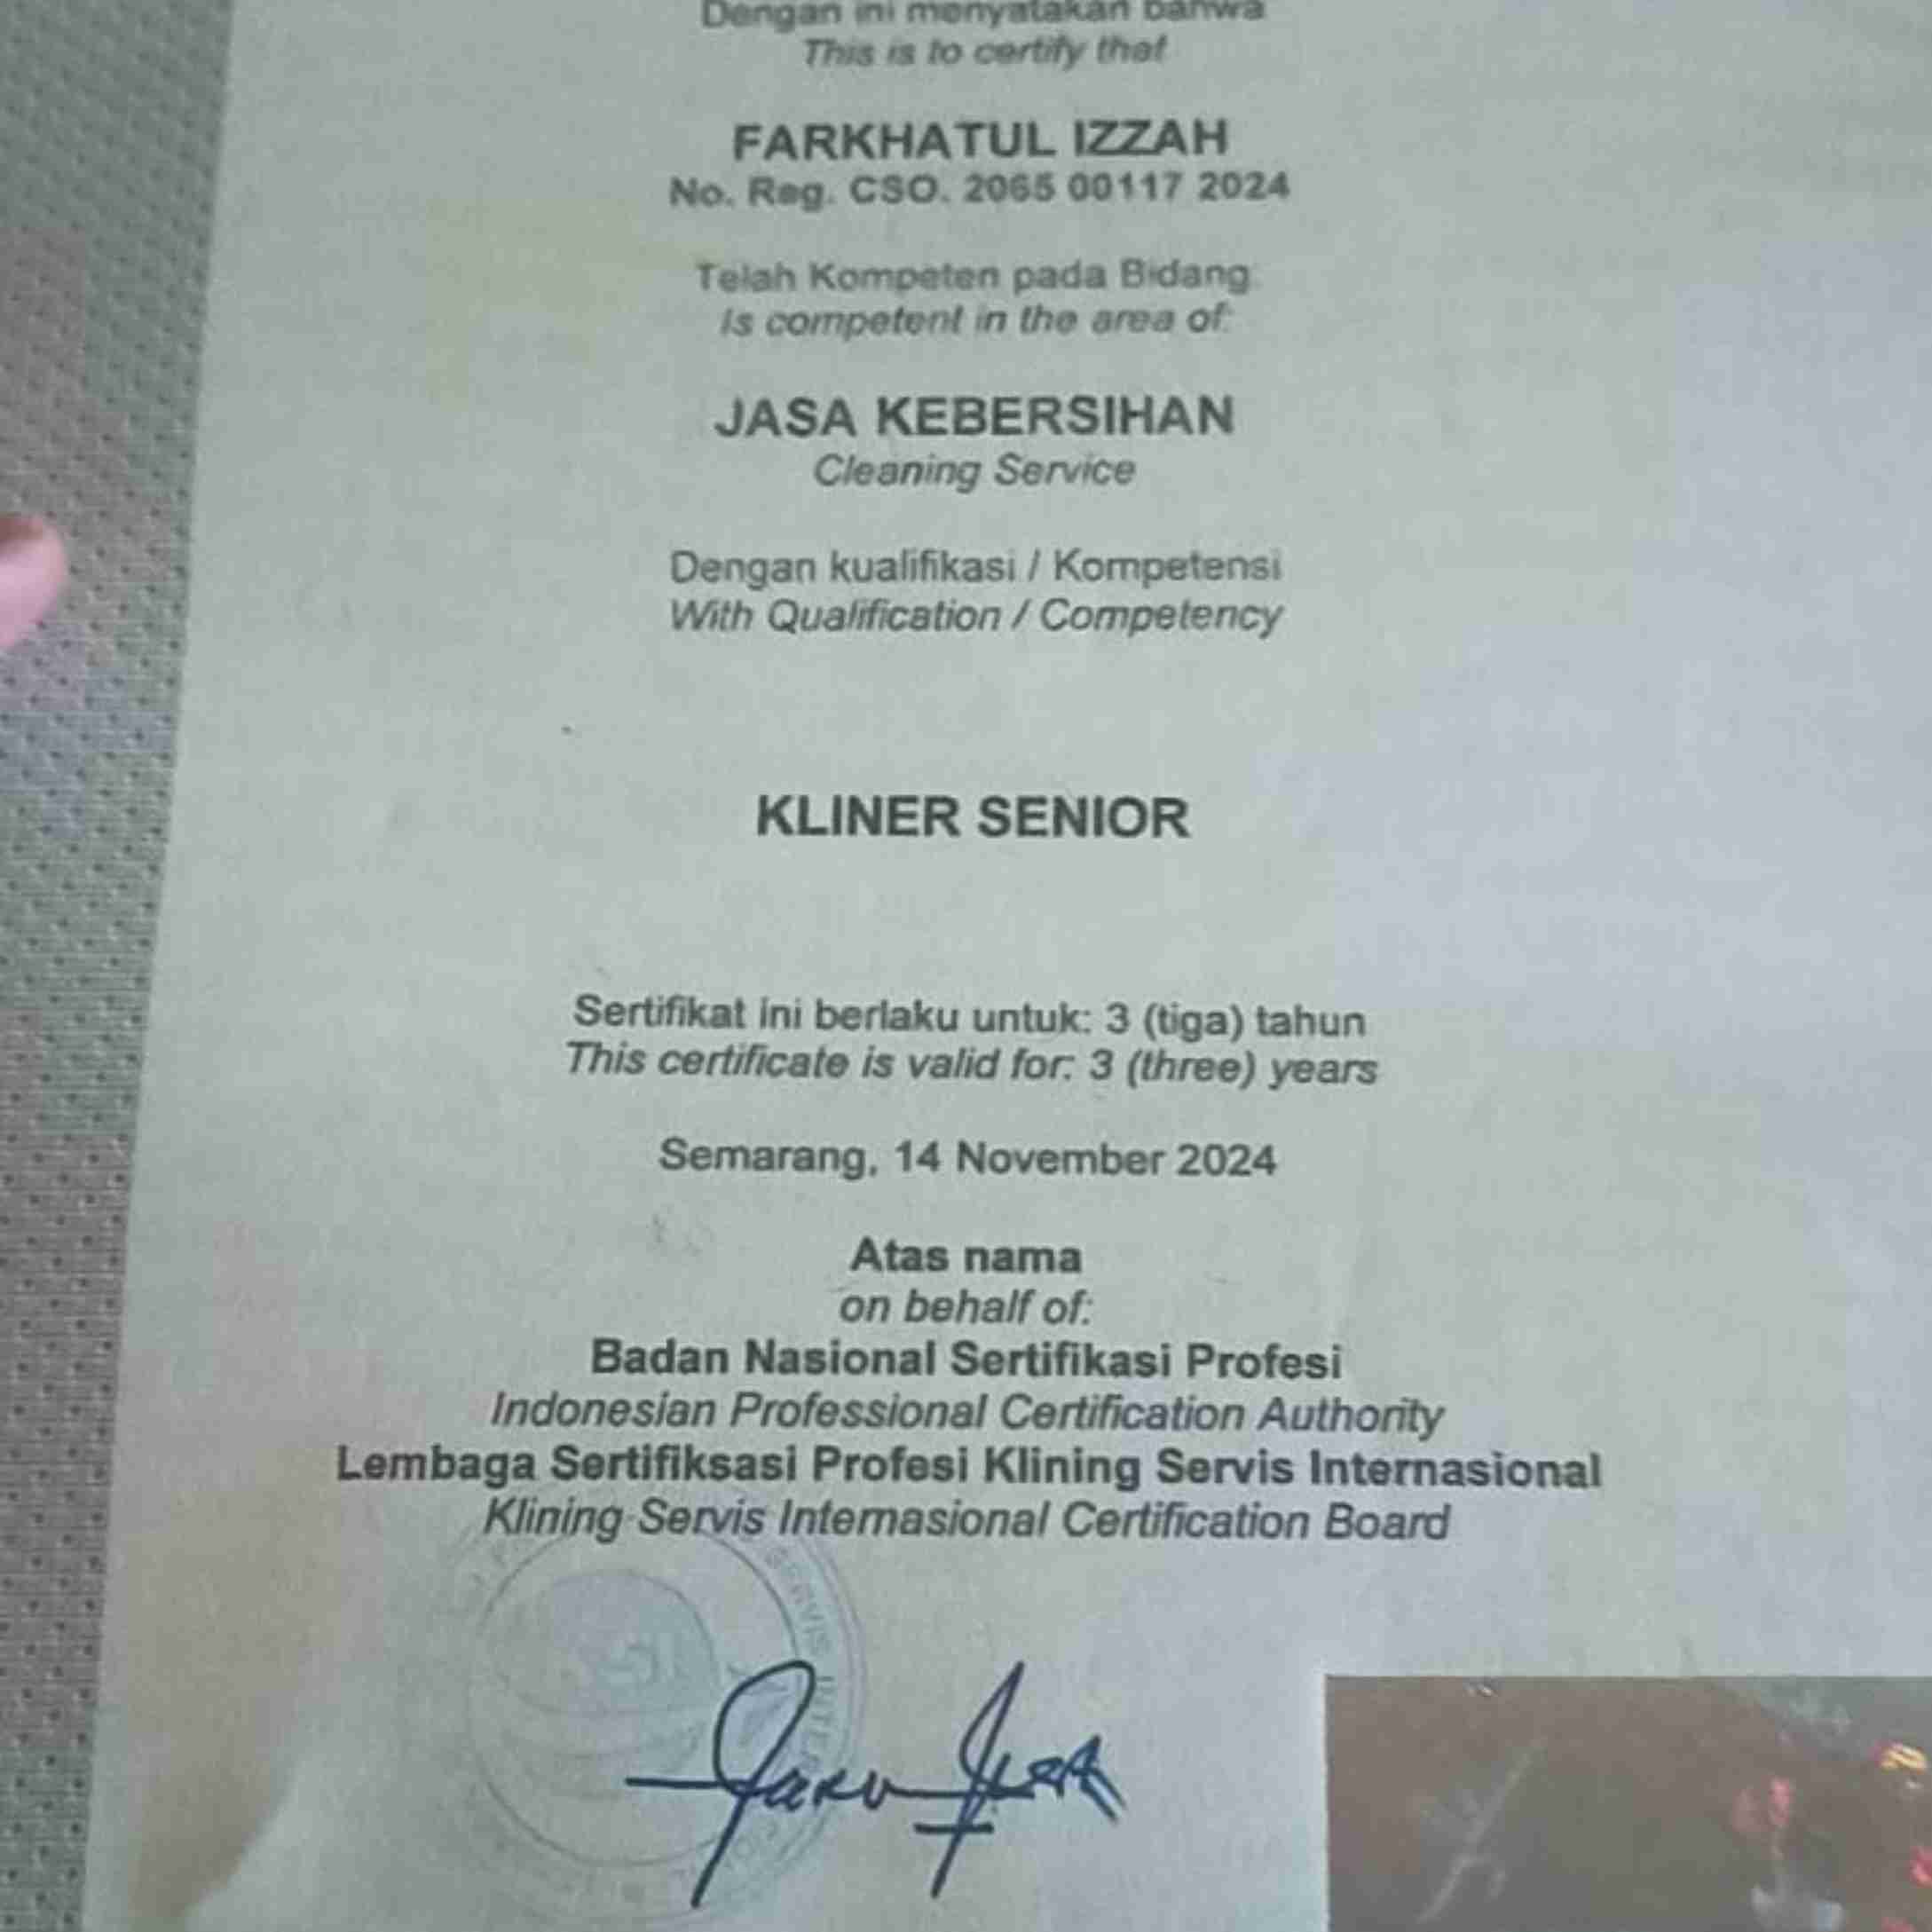 Dengan ini menyatakan bahwa
This is to certify that
FARKHATUL IZZAH
No. Reg. CSO. 2065 00117 2024
Telah Kompeten pada Bidang:
Is competent in the area of:
JASA KEBERSIHAN
Cleaning Service
Dengan kualifikasi / Kompetensi
With Qualification / Competency
KLINER SENIOR
Sertifikat ini berlaku untuk: 3 (tiga) tahun
This certificate is valid for: 3 (three) years
Semarang, 14 November 2024
Atas nama
on behalf of:
Badan Nasional Sertifikasi Profesi
Indonesian Professional Certification Authority
Lembaga Sertifiksasi Profesi Klining Servis Internasional
Klining Servis Internasional Certification Board
SERVIS